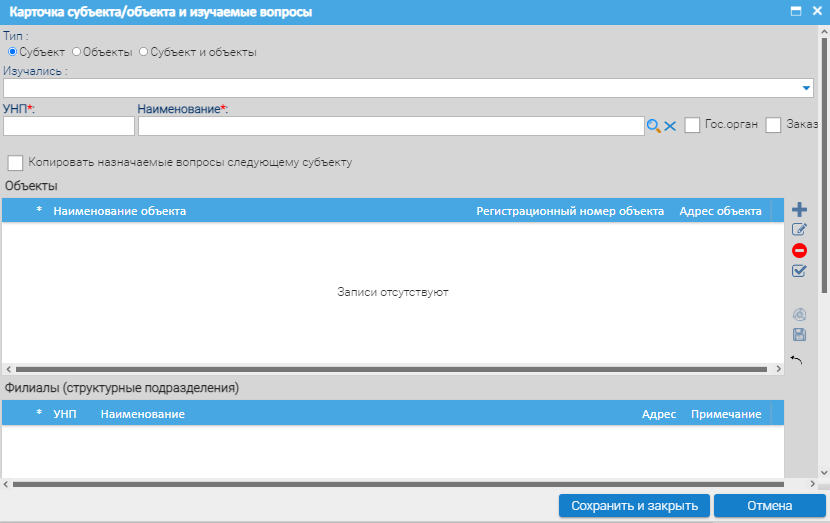 Карточка субъекта/объекта и изучаемые вопросы
Тип :
Субъект Объекты Субъект и объекты
Изучались :
УНП*: Наименование*:
Гос.орган Заказ
Копировать назначаемые вопросы следующему субъекту
Объекты
* Наименование объекта Регистрационный номер объекта Адрес объекта
Записи отсутствуют
Филиалы (структурные подразделения)
* УНП Наименование Адрес Примечание
Сохранить и закрыть Отмена